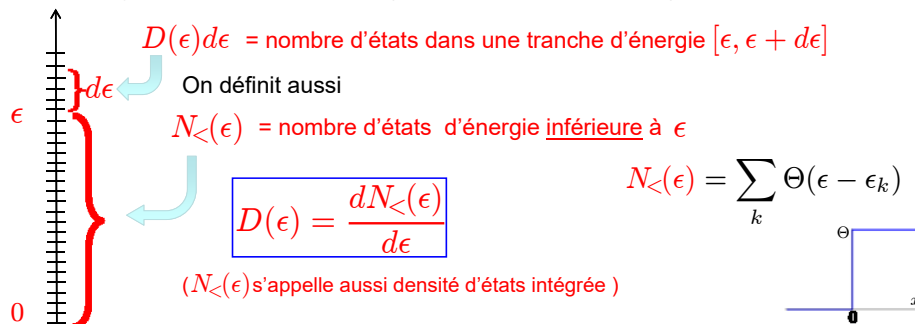 D(ϵ)dϵ = nombre d'états dans une tranche d'énergie [ϵ, ϵ + dϵ]
dϵ
On définit aussi
ϵ
N<(ϵ) = nombre d'états d'énergie inférieure à ϵ
N<(ϵ) = ∑k Θ(ϵ − ϵk)
D(ϵ) = dN<(ϵ)/dϵ
Θ
x
(N<(ϵ) s'appelle aussi densité d'états intégrée )
0
0